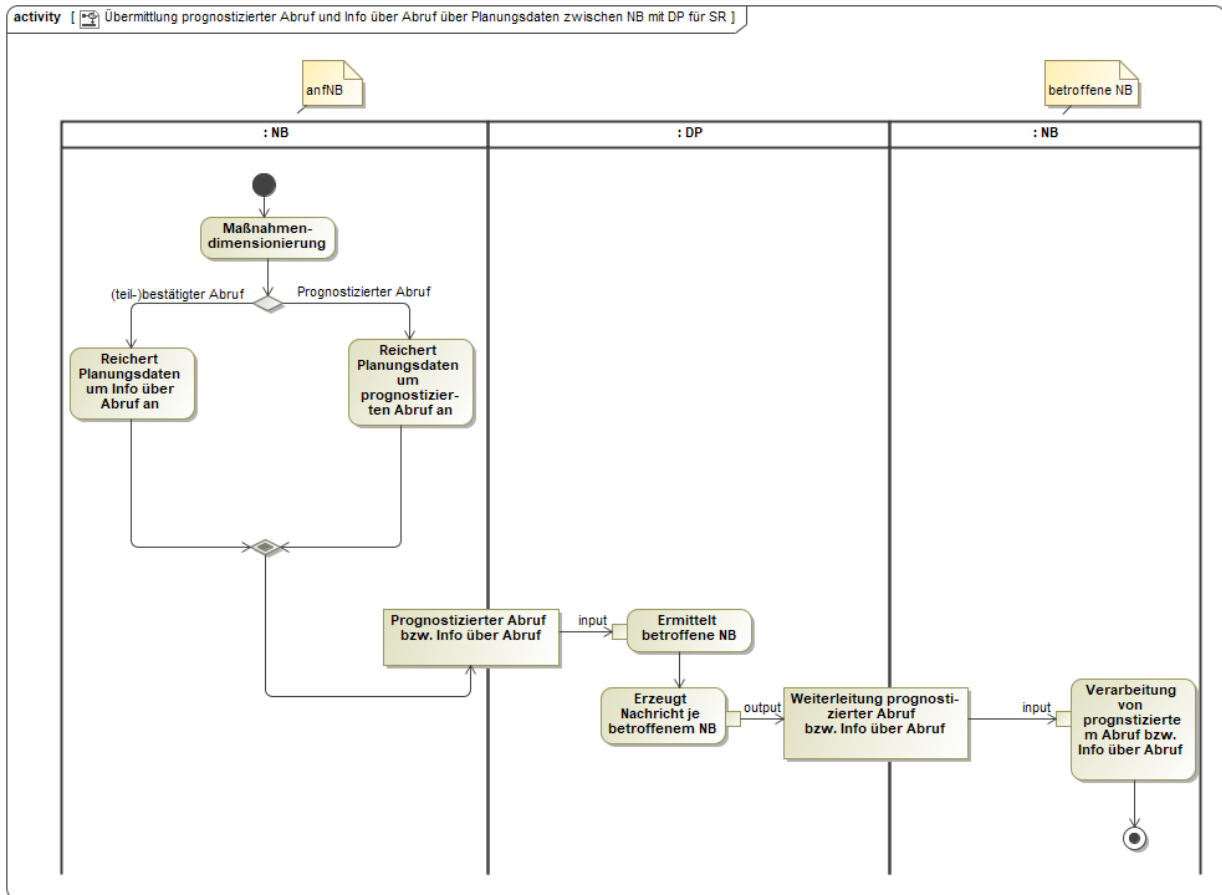 activity [ Übermittlung prognostizierter Abruf und Info über Abruf über Planungsdaten zwischen NB mit DP für SR ]
anfNB
betroffene NB
: NB
: DP
: NB
Maßnahmen-
dimensionierung
(teil-)bestätigter Abruf
Prognostizierter Abruf
Reichert
Planungsdaten
um Info über
Abruf an
Reichert
Planungsdaten
um
prognostizier-
ten Abruf an
Prognostizierter Abruf
bzw. Info über Abruf
input
Ermittelt
betroffene NB
Erzeugt
Nachricht je
betroffenem NB
output
Weiterleitung prognosti-
zierter Abruf
bzw. Info über Abruf
input
Verarbeitung
von
prognstizierte
m Abruf bzw.
Info über Abruf